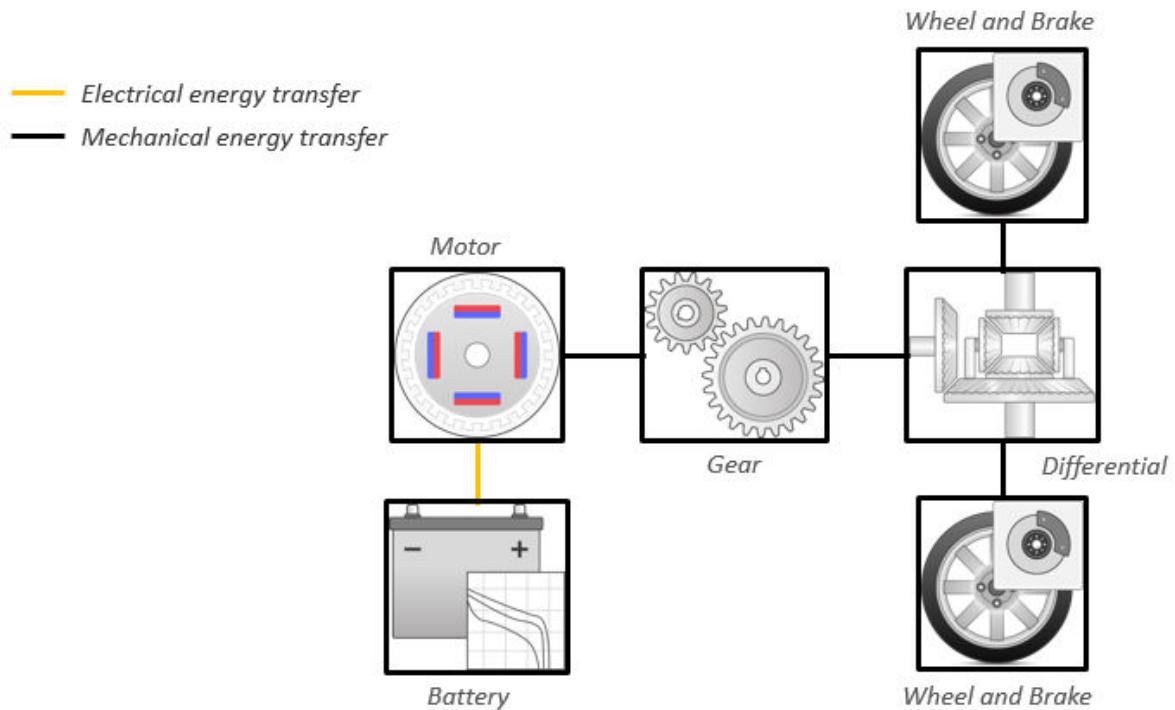 Wheel and Brake
Electrical energy transfer
Mechanical energy transfer
Motor
Gear
Differential
− +
Battery
Wheel and Brake